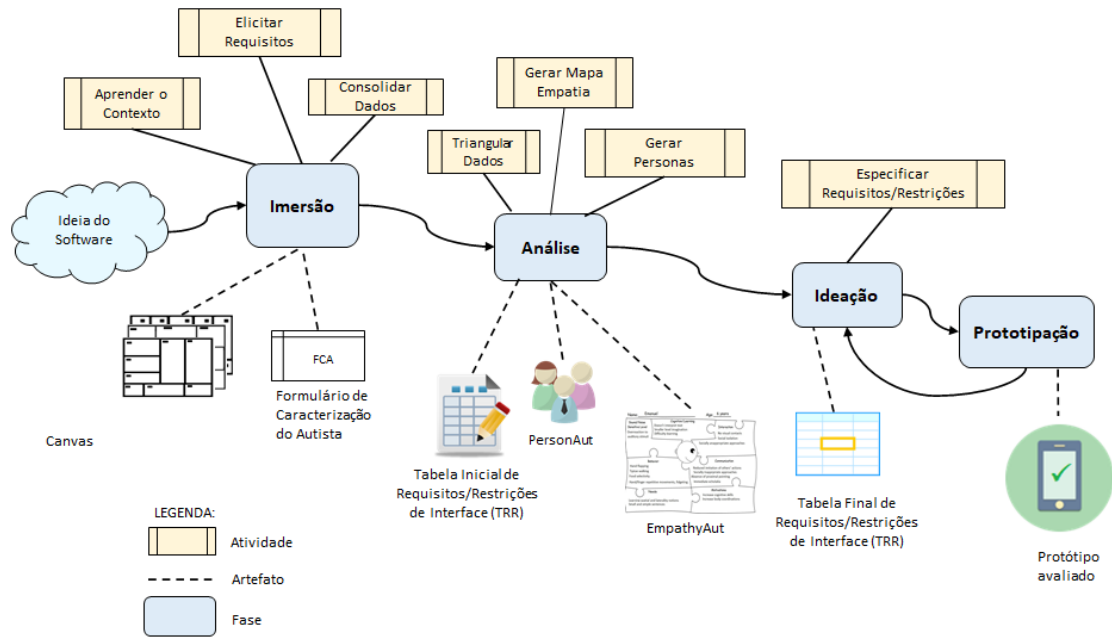 Elicitar
Requisitos
Aprender o
Contexto
Consolidar
Dados
Gerar Mapa
Empatia
Triangular
Dados
Gerar
Personas
Especificar
Requisitos/Restrições
Ideia do
Software
Imersão
Análise
Ideação
Prototipação
Canvas
FCA
Formulário de
Caracterização
do Autista
Tabela Inicial de
Requisitos/Restrições
de Interface (TRR)
PersonAut
EmpathyAut
Tabela Final de
Requisitos/Restrições
de Interface (TRR)
Protótipo
avaliado
LEGENDA:
Atividade
Artefato
Fase